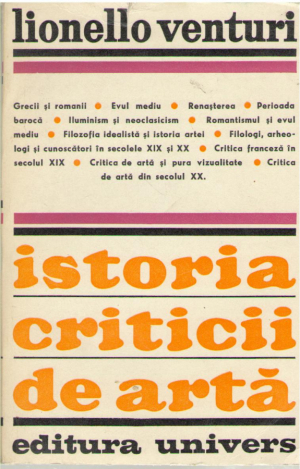 lionello venturi
Grecii și romanii • Evul mediu • Renașterea • Perioada
barocă • Iluminism și neoclasicism • Romantismul și evul
mediu • Filozofia idealistă și istoria artei • Filologi, arheo-
logi și cunoscători în secolele XIX și XX • Critica franceză în
secolul XIX • Critica de artă și pura vizualitate • Critica
de artă din secolul XX.
istoria
criticii
de artă
editura univers